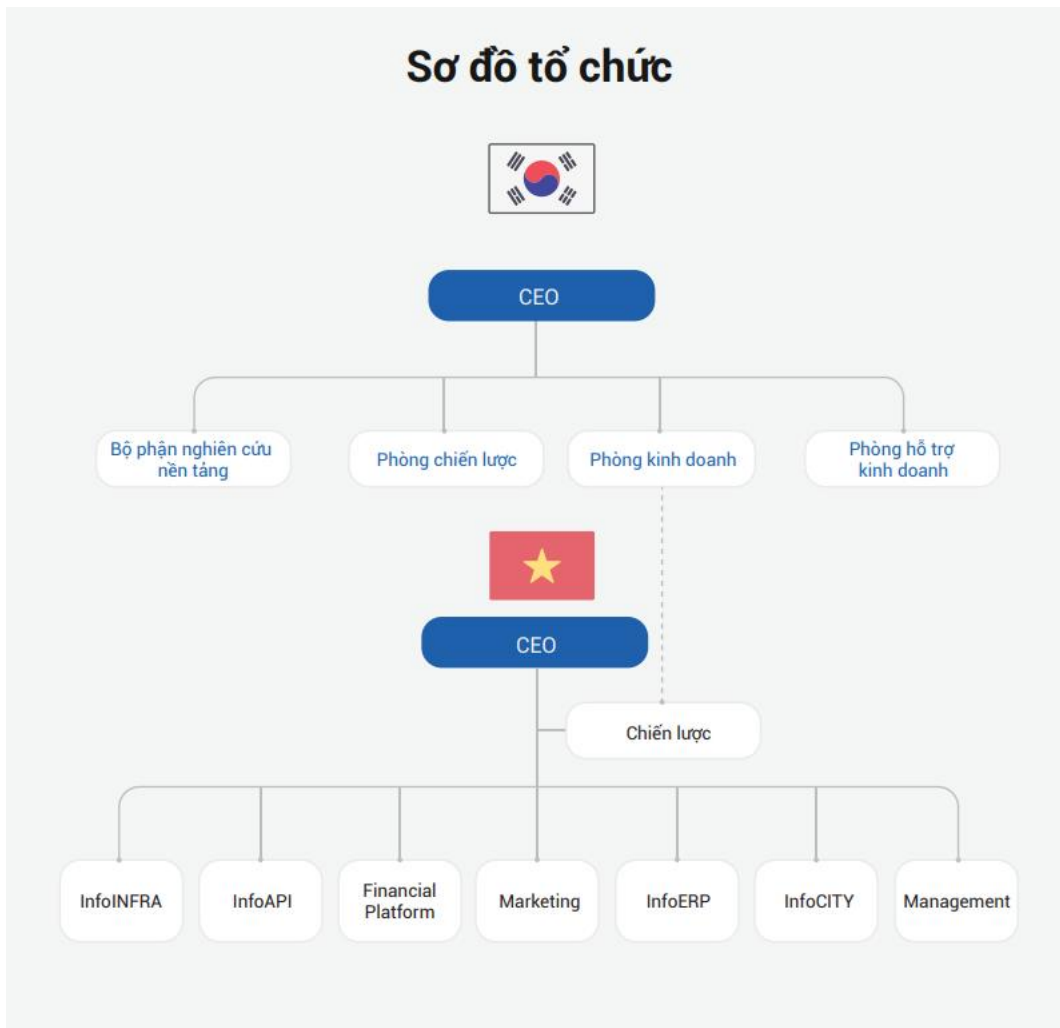 Sơ đồ tổ chức
CEO
Bộ phận nghiên cứu
nền tảng
Phòng chiến lược
Phòng kinh doanh
Phòng hỗ trợ
kinh doanh
CEO
Chiến lược
InfoINFRA
InfoAPI
Financial
Platform
Marketing
InfoERP
InfoCITY
Management